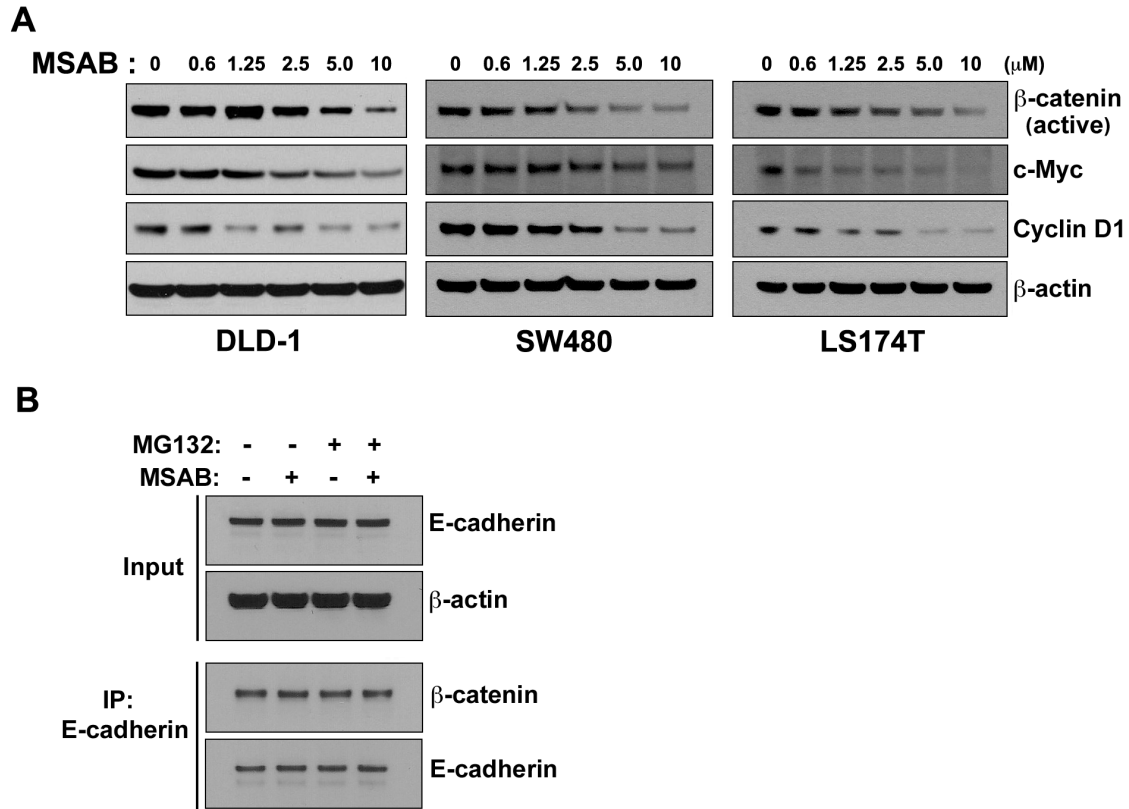 A
MSAB : 0 0.6 1.25 2.5 5.0 10 0 0.6 1.25 2.5 5.0 10 0 0.6 1.25 2.5 5.0 10 (μM)
β-catenin
(active)
c-Myc
Cyclin D1
β-actin
DLD-1 SW480 LS174T
B
MG132: - - + +
MSAB: - + - +
Input
E-cadherin
β-actin
IP:
E-cadherin
β-catenin
E-cadherin